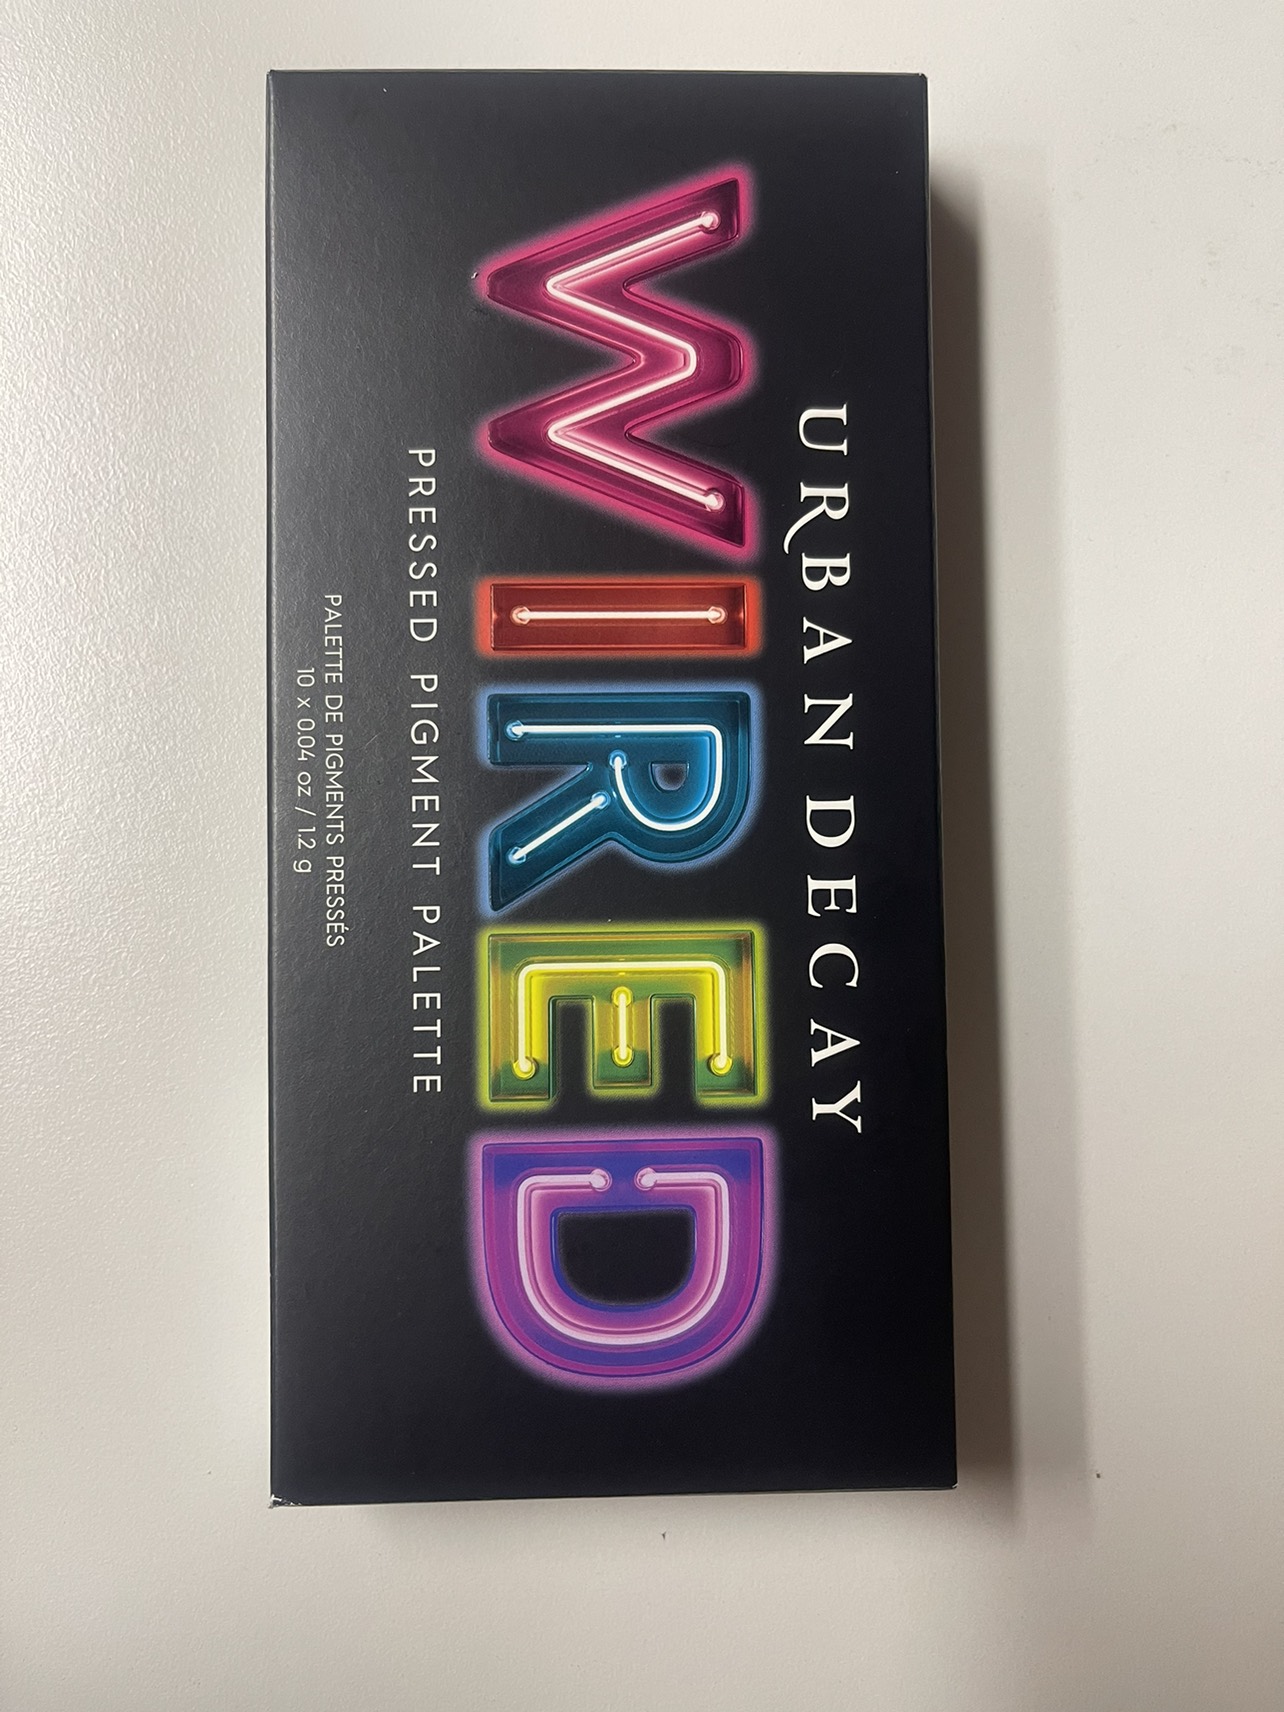 URBAN DECAY
WIRED
PRESSED PIGMENT PALETTE
PALETTE DE PIGMENTS PRESSÉS
10 x 0.04 oz / 1.2 g